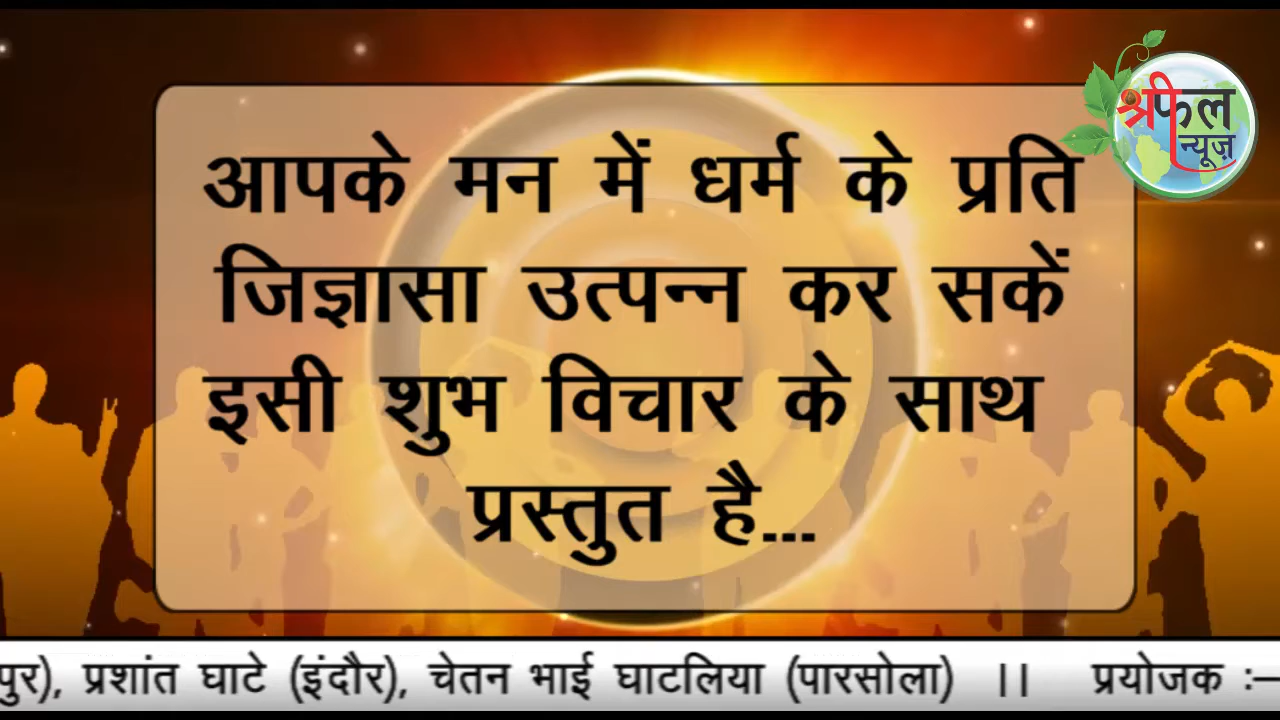 श्रीफल
न्यूज़
आपके मन में धर्म के प्रति
जिज्ञासा उत्पन्न कर सकें
इसी शुभ विचार के साथ
प्रस्तुत है...
पुर), प्रशांत घाटे (इंदौर), चेतन भाई घाटलिया (पारसोला) ।। प्रयोजक :–